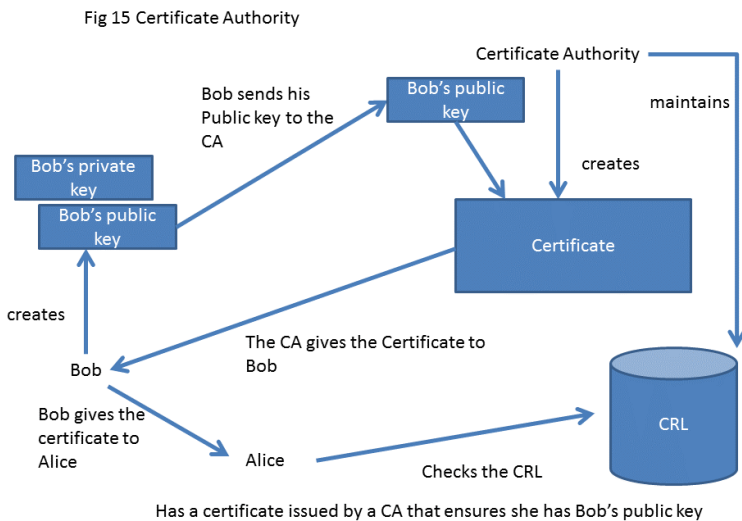 Fig 15 Certificate Authority
Certificate Authority
Bob sends his
Public key to the
CA
Bob's public
key
maintains
Bob's private
key
creates
Bob's public
key
Certificate
creates
The CA gives the Certificate to
Bob
Bob
Bob gives the
certificate to
Alice
CRL
Alice
Checks the CRL
Has a certificate issued by a CA that ensures she has Bob's public key